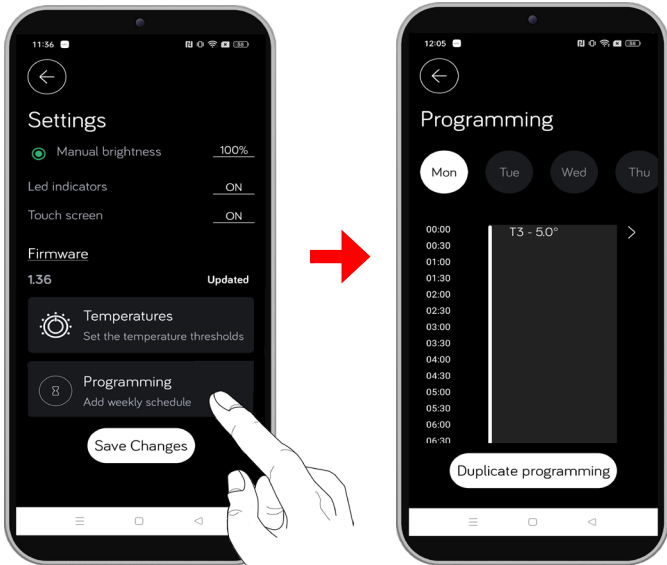 11:36
Settings
Manual brightness 100%
Led indicators ON
Touch screen ON
Firmware
1.36 Updated
Temperatures
Set the temperature thresholds
Programming
Add weekly schedule
Save Changes
12:05
Programming
Mon Tue Wed Thu
00:00 T3 - 5.0°
00:30
01:00
01:30
02:00
02:30
03:00
03:30
04:00
04:30
05:00
05:30
06:00
06:30
Duplicate programming